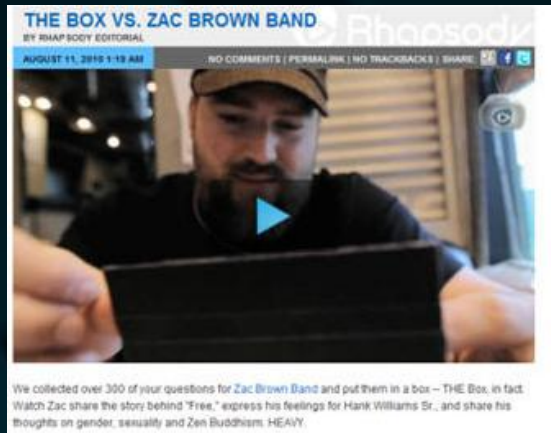 THE BOX VS. ZAC BROWN BAND
Rhapsody
BY RHAPSODY EDITORIAL
AUGUST 11, 2010 1:10 AM
NO COMMENTS | PERMALINK | NO TRACKBACKS | SHARE:
We collected over 300 of your questions for Zac Brown Band and put them in a box – THE Box, in fact.
Watch Zac share the story behind "Free," express his feelings for Hank Williams Sr., and share his
thoughts on gender, sexuality and Zen Buddhism. HEAVY.